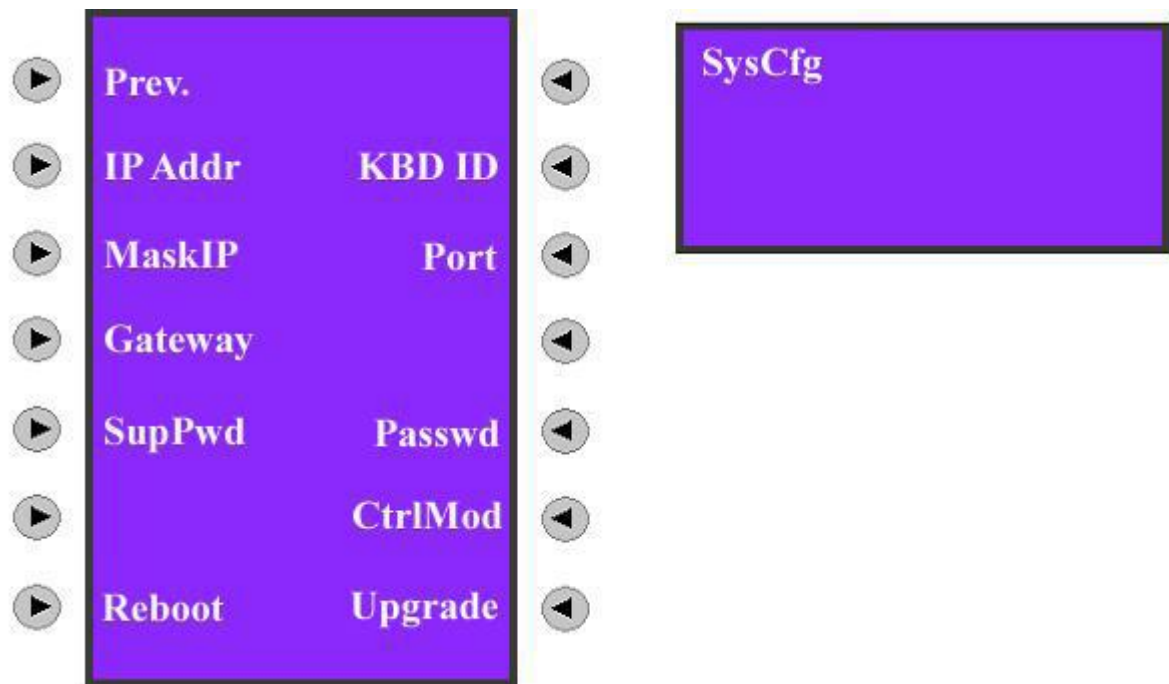 Prev.
IP Addr KBD ID
MaskIP Port
Gateway
SupPwd Passwd
CtrlMod
Reboot Upgrade
SysCfg